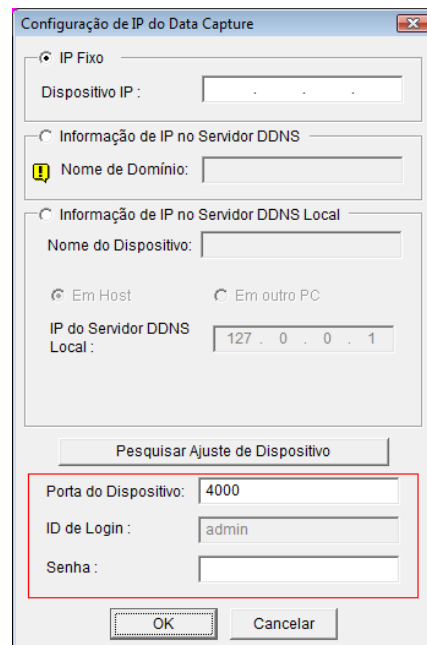 Configuração de IP do Data Capture
IP Fixo
Dispositivo IP :
. . .
Informação de IP no Servidor DDNS
Nome de Domínio:
Informação de IP no Servidor DDNS Local
Nome do Dispositivo:
Em Host Em outro PC
IP do Servidor DDNS
Local :
127 . 0 . 0 . 1
Pesquisar Ajuste de Dispositivo
Porta do Dispositivo: 4000
ID de Login : admin
Senha :
OK Cancelar